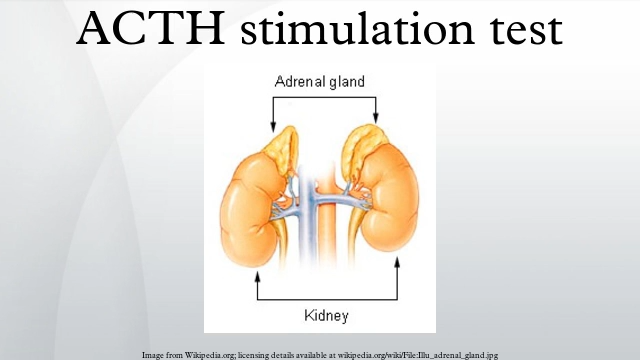 ACTH stimulation test
Adrenal gland
Kidney
Image from Wikipedia.org; licensing details available at wikipedia.org/wiki/File:Illu_adrenal_gland.jpg